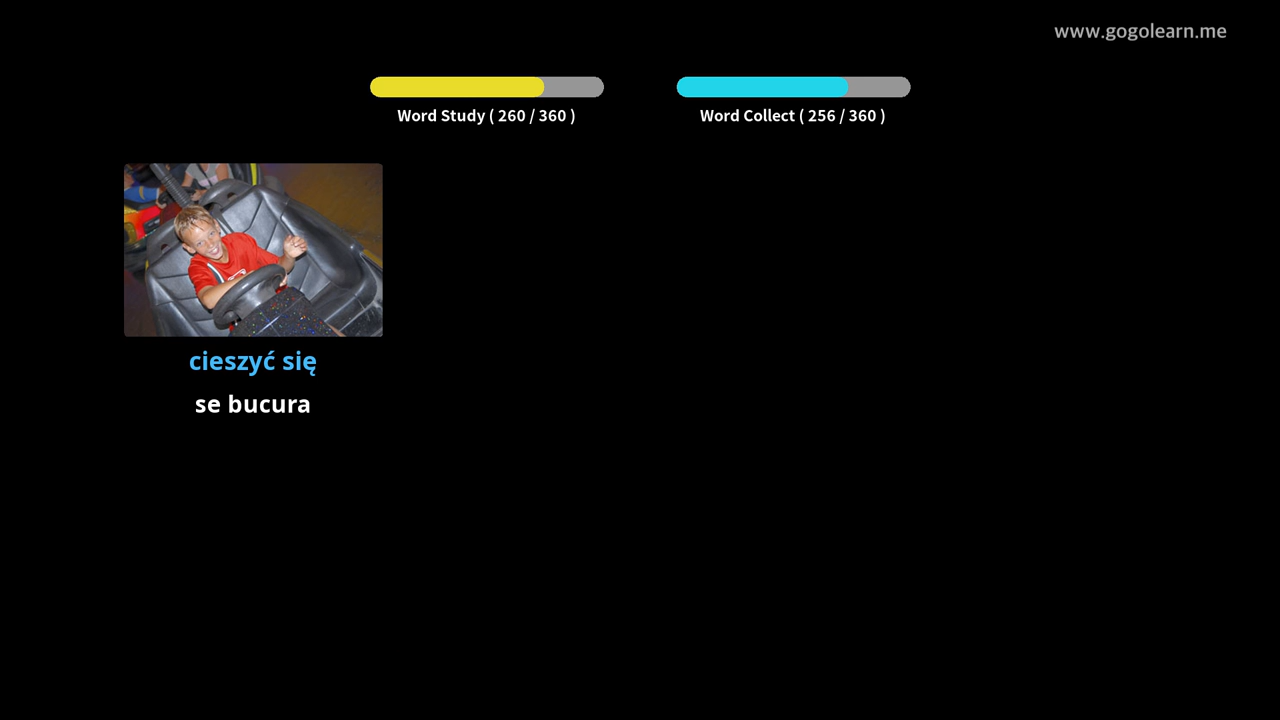 www.gogolearn.me
Word Study ( 260 / 360 )
Word Collect ( 256 / 360 )
cieszyć się
se bucura